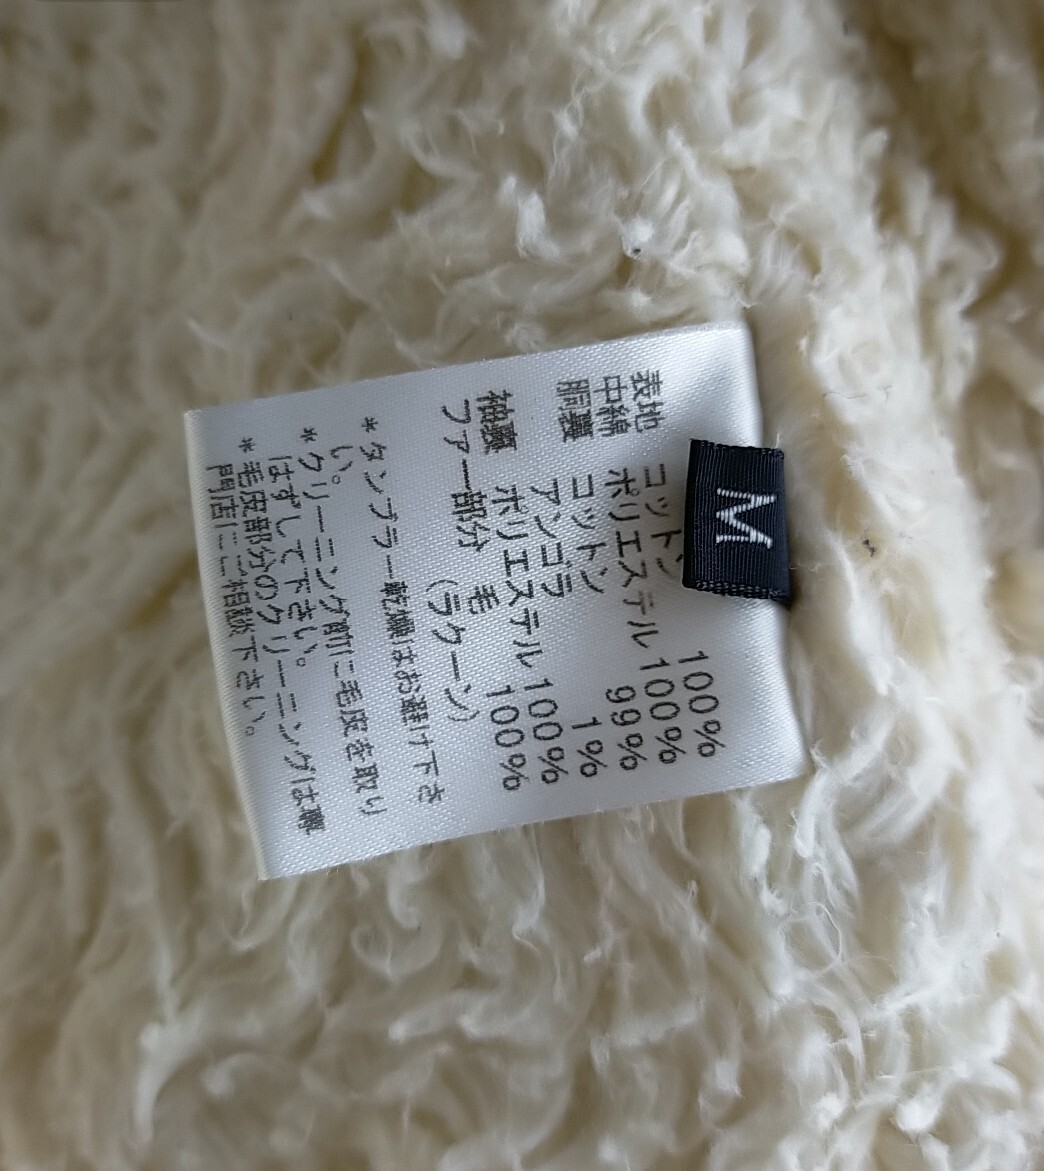 M
表地 コットン 100%
中綿 ポリエステル 100%
胴裏 コットン 99%
アンゴラ 1%
袖裏 ポリエステル 100%
ファー部分 毛 100%
(ラクーン)
*タンブラー乾燥はお避け下さ
い。
*クリーニング前に毛皮を取り
はずして下さい。
*毛皮部分のクリーニングは専
門店にご相談下さい。